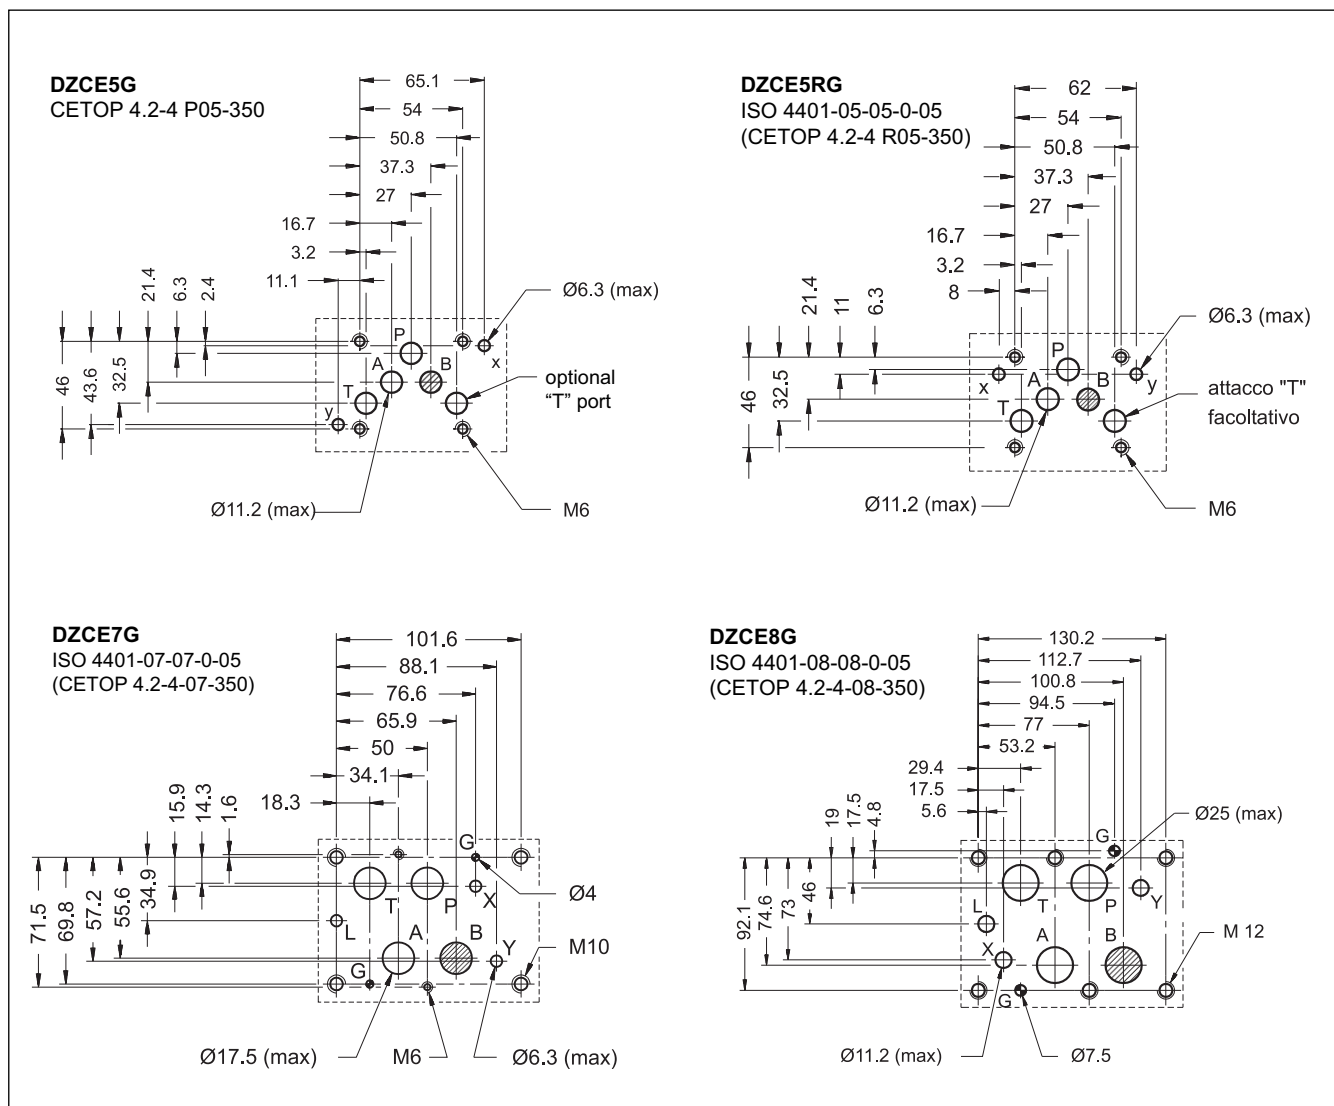 DZCE5G
CETOP 4.2-4 P05-350
65.1
54
50.8
37.3
27
16.7
3.2
11.1
21.4
6.3
2.4
46
43.6
32.5
Ø6.3 (max)
P
x
A
B
T
y
optional
"T" port
Ø11.2 (max)
M6
DZCE5RG
ISO 4401-05-05-0-05
(CETOP 4.2-4 R05-350)
62
54
50.8
37.3
27
16.7
3.2
8
21.4
11
6.3
46
32.5
Ø6.3 (max)
P
x
A
B
y
T
attacco "T"
facoltativo
Ø11.2 (max)
M6
DZCE7G
ISO 4401-07-07-0-05
(CETOP 4.2-4-07-350)
101.6
88.1
76.6
65.9
50
34.1
18.3
15.9
14.3
1.6
71.5
69.8
57.2
55.6
34.9
G
Ø4
T
P
X
L
A
B
Y
M10
G
Ø17.5 (max)
M6
Ø6.3 (max)
DZCE8G
ISO 4401-08-08-0-05
(CETOP 4.2-4-08-350)
130.2
112.7
100.8
94.5
77
53.2
29.4
17.5
5.6
19
17.5
4.8
92.1
74.6
73
46
Ø25 (max)
G
L
T
P
Y
X
A
B
M 12
G
Ø11.2 (max)
Ø7.5